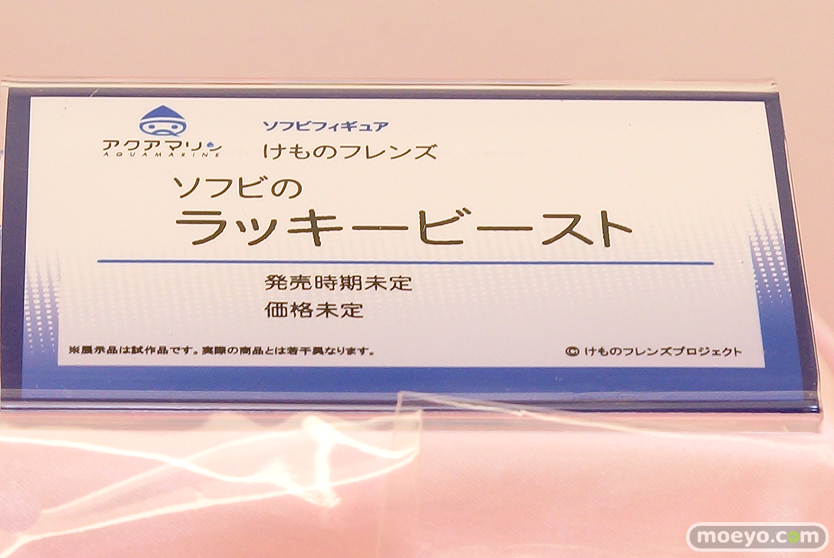 アクアマリン
AQUAMARINE
ソフビフィギュア
けものフレンズ
ソフビの
ラッキービースト
発売時期未定
価格未定
※展示品は試作品です。実際の商品とは若干異なります。
© けものフレンズプロジェクト
moeyo.com